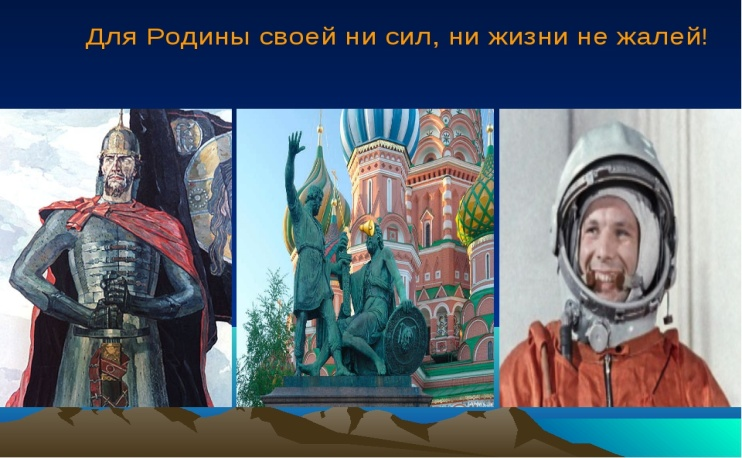 Для Родины своей ни сил, ни жизни не жалей!